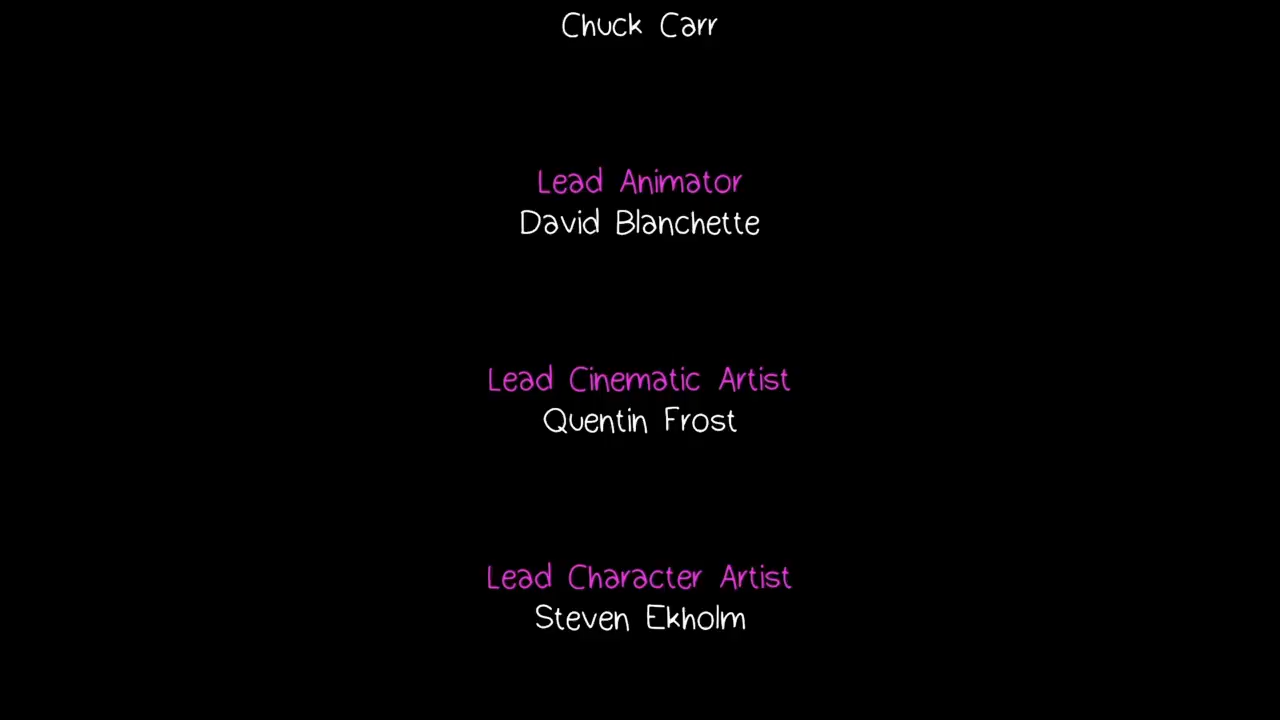 Chuck Carr
Lead Animator
David Blanchette
Lead Cinematic Artist
Quentin Frost
Lead Character Artist
Steven Ekholm